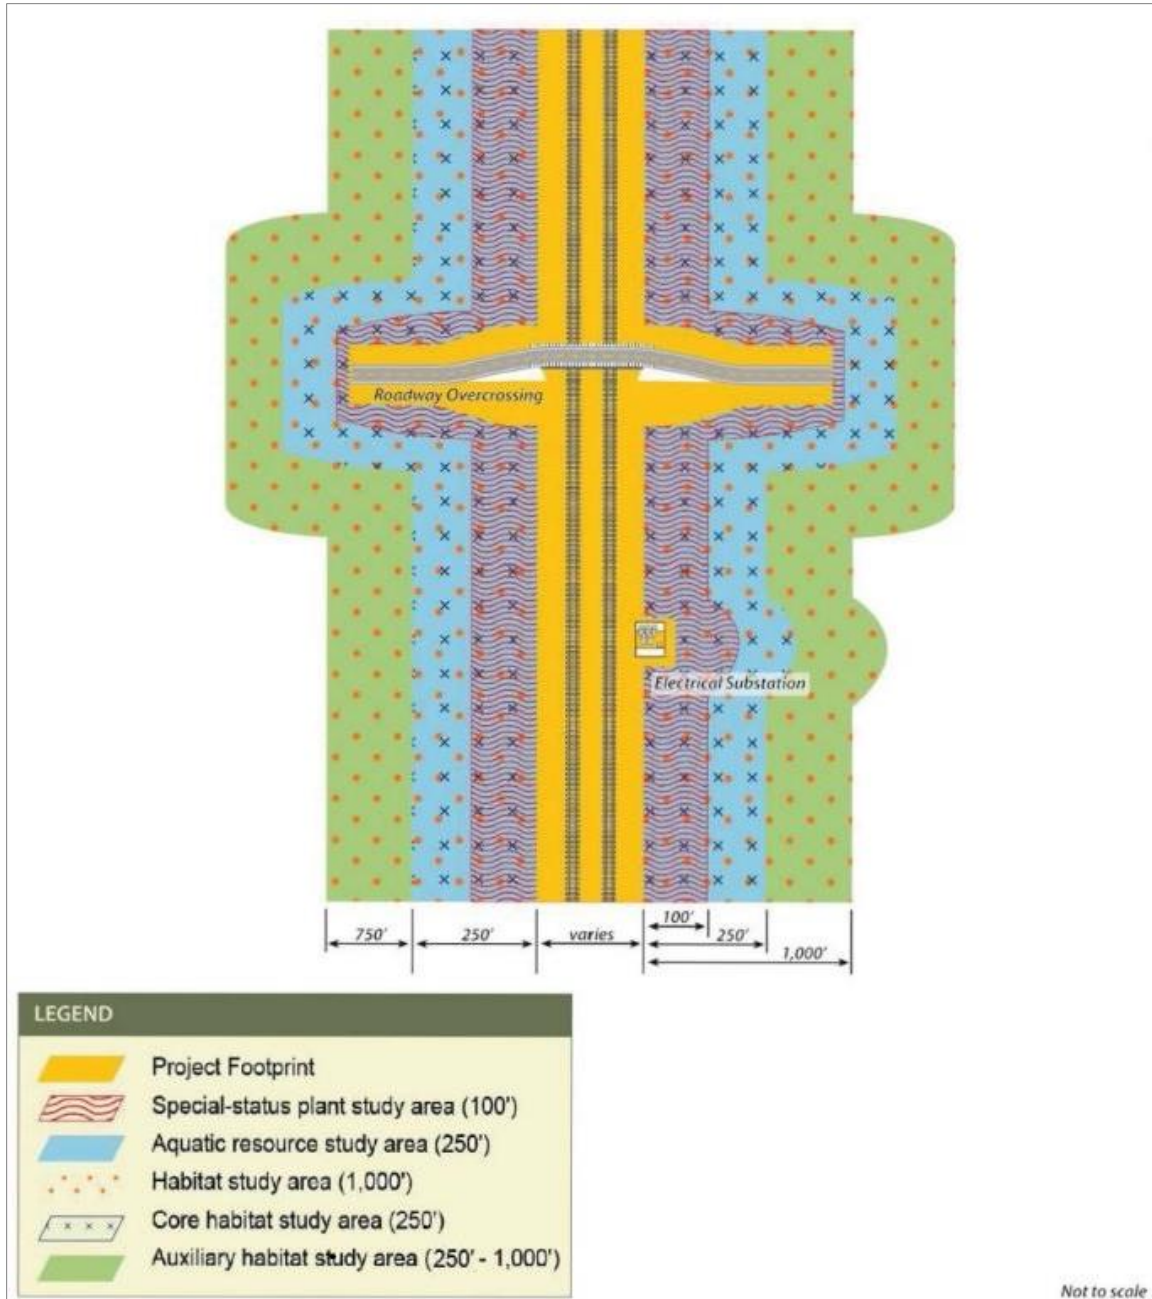 Roadway Overcrossing
Electrical Substation
100'
750' 250' varies 250'
1,000'
LEGEND
Project Footprint
Special-status plant study area (100')
Aquatic resource study area (250')
Habitat study area (1,000')
Core habitat study area (250')
Auxiliary habitat study area (250' - 1,000')
Not to scale